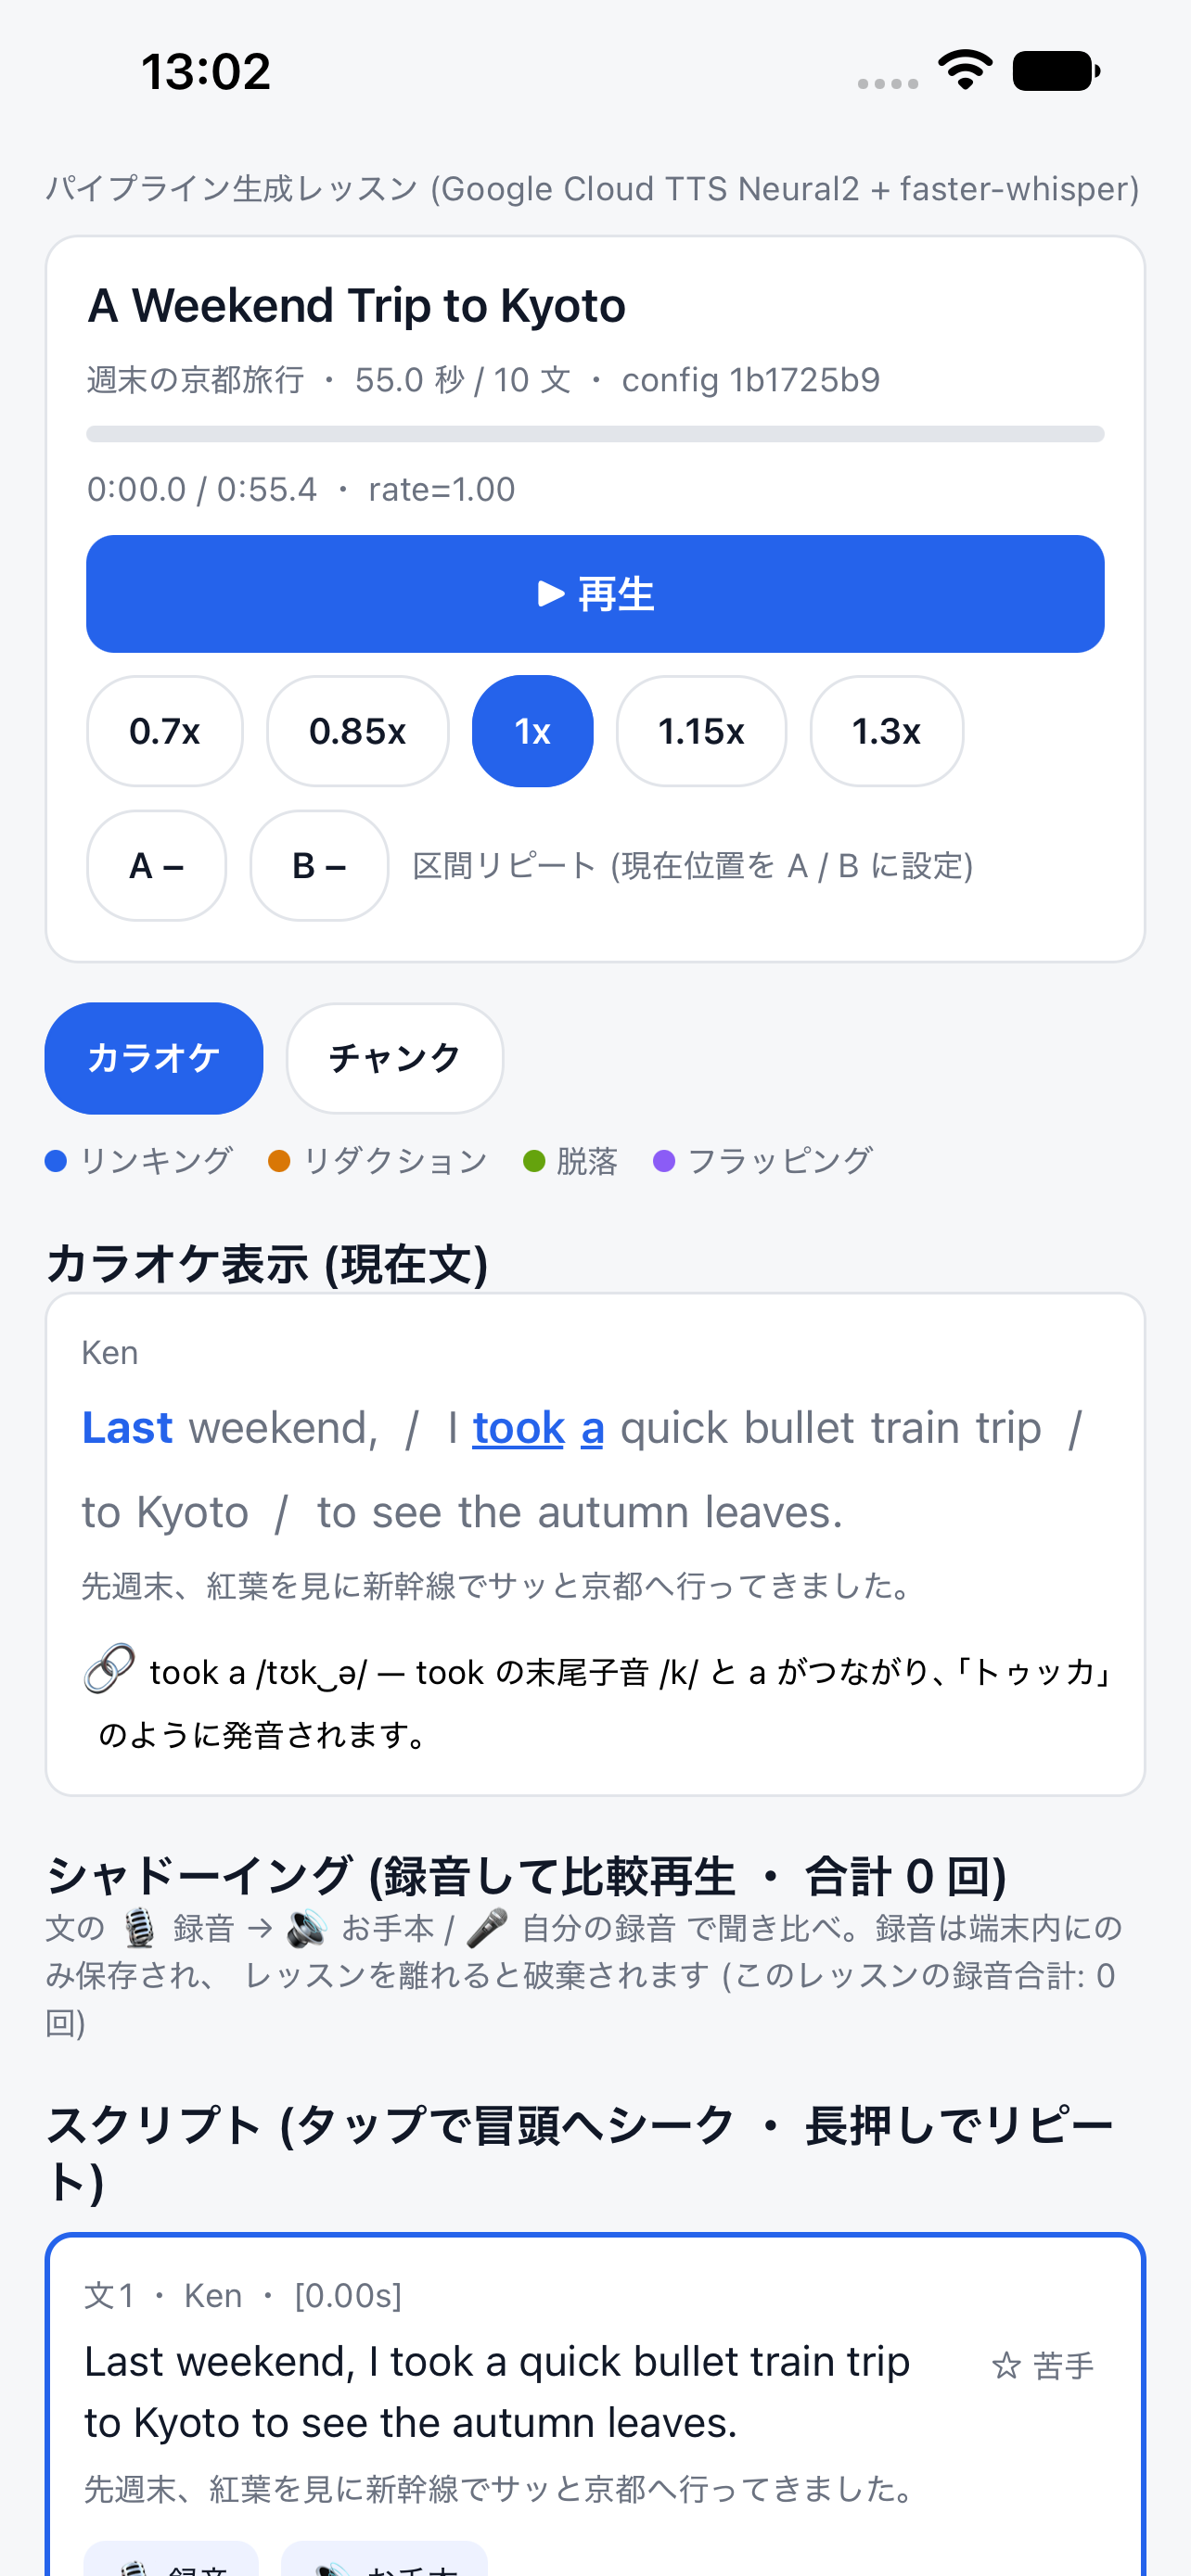 13:02
パイプライン生成レッスン (Google Cloud TTS Neural2 + faster-whisper)
A Weekend Trip to Kyoto
週末の京都旅行 ・ 55.0 秒 / 10 文 ・ config 1b1725b9
0:00.0 / 0:55.4 ・ rate=1.00
▶ 再生
0.7x 0.85x 1x 1.15x 1.3x
A – B – 区間リピート (現在位置を A / B に設定)
カラオケ チャンク
リンキング リダクション 脱落 フラッピング
カラオケ表示 (現在文)
Ken
Last weekend, / I took a quick bullet train trip /
to Kyoto / to see the autumn leaves.
先週末、紅葉を見に新幹線でサッと京都へ行ってきました。
🔗 took a /tʊk‿ə/ — took の末尾子音 /k/ と a がつながり、「トゥッカ」
のように発音されます。
シャドーイング (録音して比較再生 ・ 合計 0 回)
文の 🎙 録音 → 🔊 お手本 / 🎤 自分の録音 で聞き比べ。録音は端末内にの
み保存され、 レッスンを離れると破棄されます (このレッスンの録音合計: 0
回)
スクリプト (タップで冒頭へシーク ・ 長押しでリピー
ト)
文1 ・ Ken ・ [0.00s]
Last weekend, I took a quick bullet train trip
to Kyoto to see the autumn leaves.
☆ 苦手
先週末、紅葉を見に新幹線でサッと京都へ行ってきました。
🎙 録音 🔊 お手本